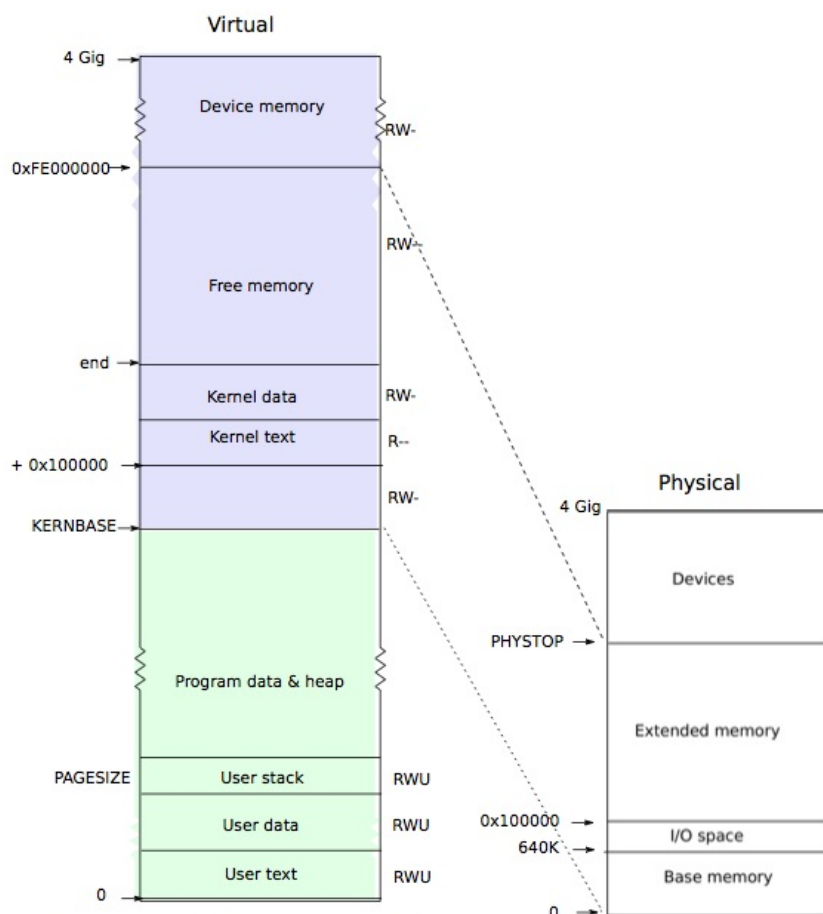 Virtual
4 Gig
Device memory
RW-
0xFE000000
RW--
Free memory
end
Kernel data
RW-
Kernel text
R--
+ 0x100000
RW-
KERNBASE
Program data & heap
PAGESIZE
User stack
RWU
User data
RWU
User text
RWU
0
Physical
4 Gig
Devices
PHYSTOP
Extended memory
0x100000
I/O space
640K
Base memory
0